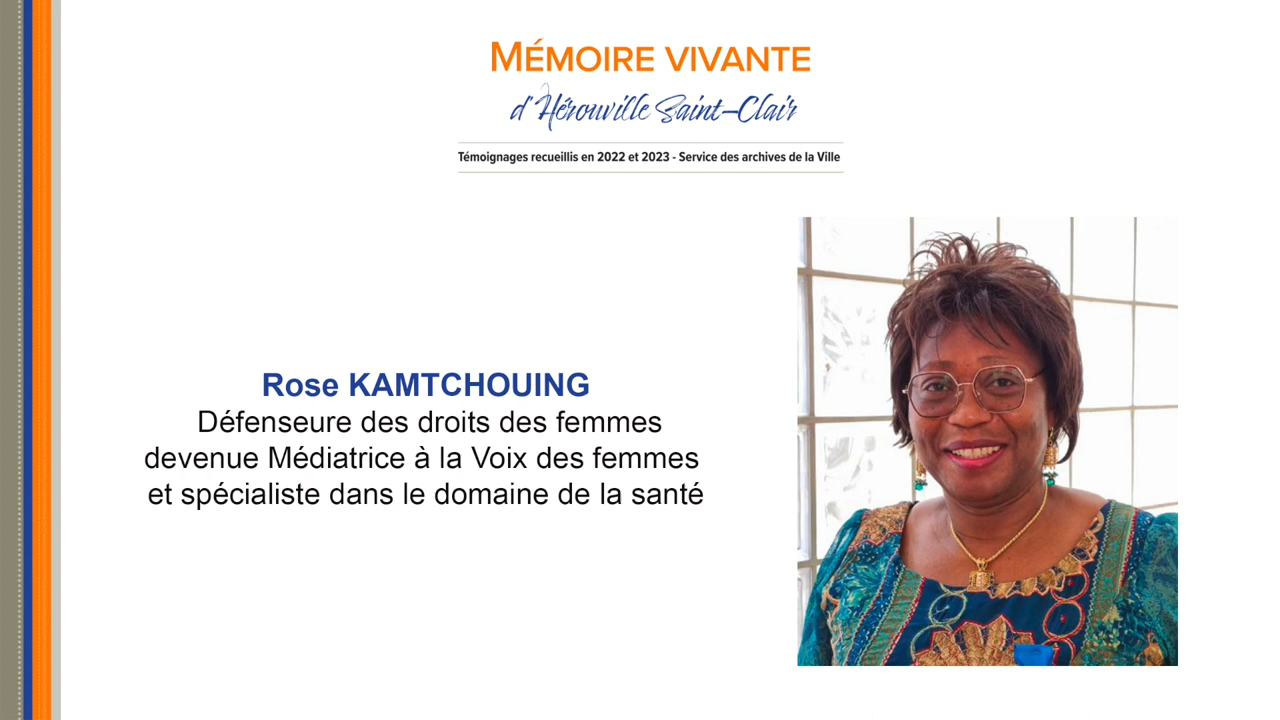 MÉMOIRE VIVANTE
d'Hérouville Saint-Clair
Témoignages recueillis en 2022 et 2023 - Service des archives de la Ville
Rose KAMTCHOUING
Défenseure des droits des femmes
devenue Médiatrice à la Voix des femmes
et spécialiste dans le domaine de la santé